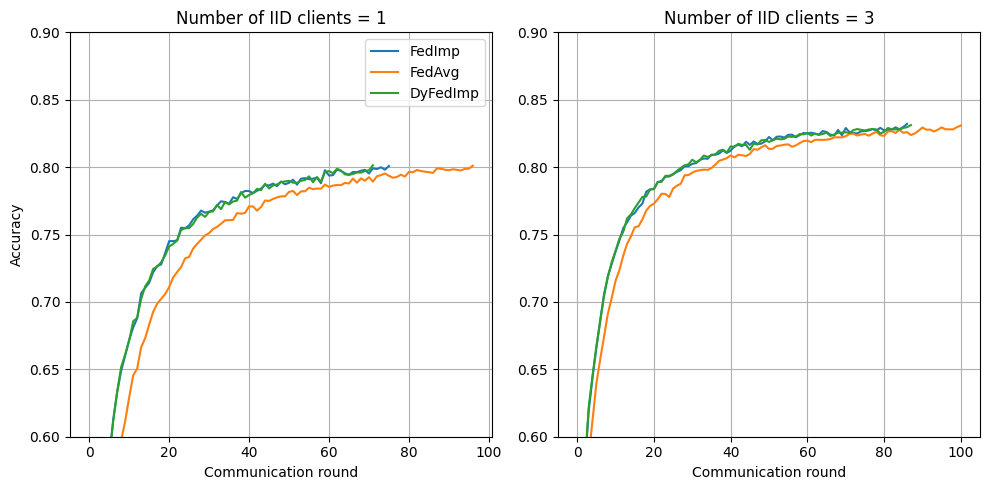 Number of IID clients = 1
FedImp
FedAvg
DyFedImp
Accuracy
0.90
0.85
0.80
0.75
0.70
0.65
0.60
0 20 40 60 80 100
Communication round
Number of IID clients = 3
0.90
0.85
0.80
0.75
0.70
0.65
0.60
0 20 40 60 80 100
Communication round